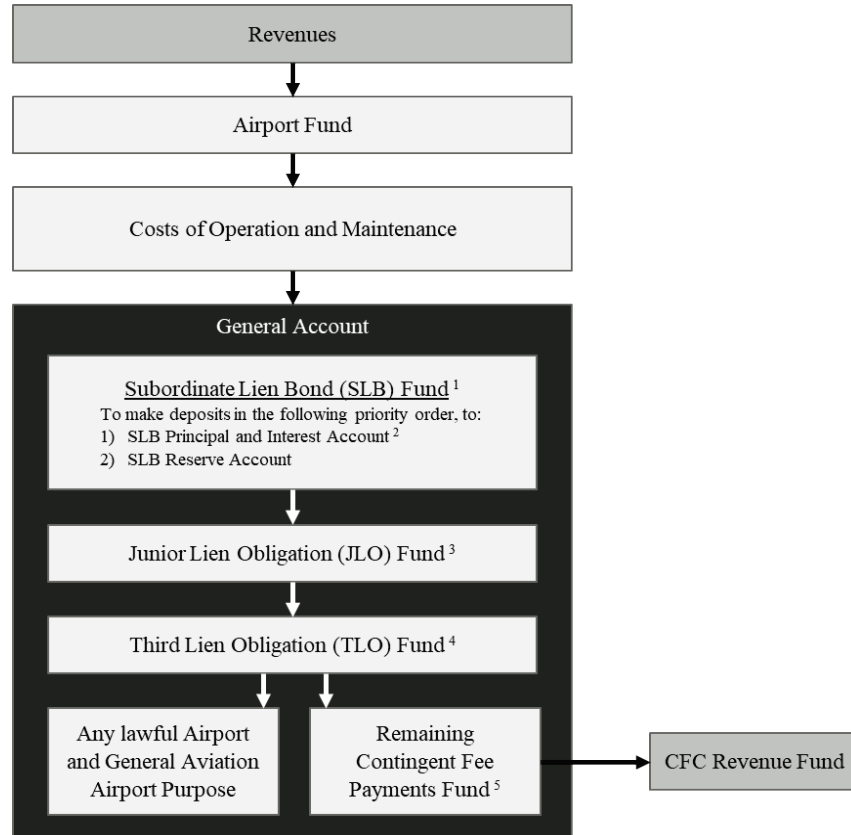 Revenues
Airport Fund
Costs of Operation and Maintenance
General Account
Subordinate Lien Bond (SLB) Fund 1
To make deposits in the following priority order, to:
1) SLB Principal and Interest Account 2
2) SLB Reserve Account
Junior Lien Obligation (JLO) Fund 3
Third Lien Obligation (TLO) Fund 4
Any lawful Airport
and General Aviation
Airport Purpose
Remaining
Contingent Fee
Payments Fund 5
CFC Revenue Fund